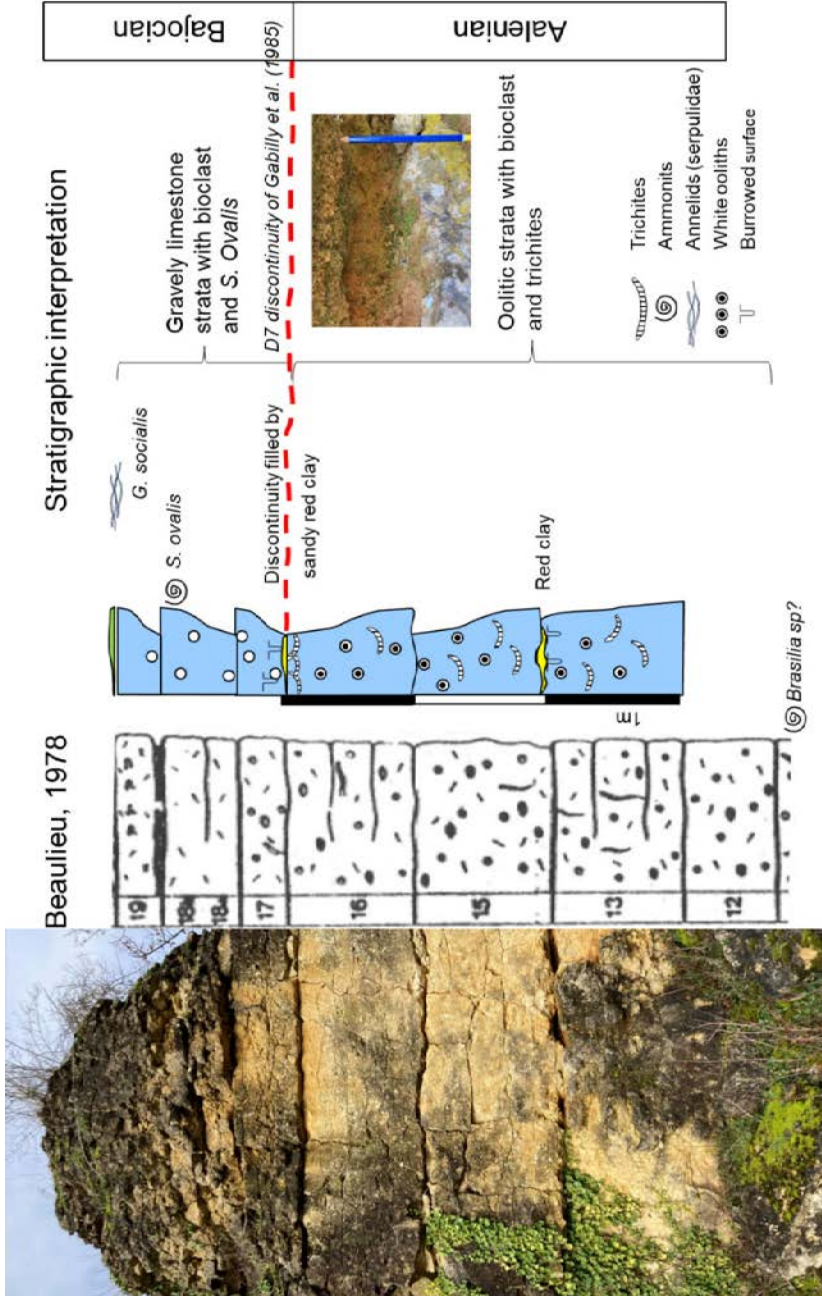 Beaulieu, 1978
Stratigraphic interpretation
19
18b
18a
17
16
15
13
12
G. socialis
S. ovalis
Discontinuity filled by
sandy red clay
Red clay
1m
Brasilia sp?
Gravely limestone
strata with bioclast
and S. Ovalis
D7 discontinuity of Gabilly et al. (1985)
Oolitic strata with bioclast
and trichites
Trichites
Ammonits
Annelids (serpulidae)
White ooliths
Burrowed surface
Bajocian
Aalenian